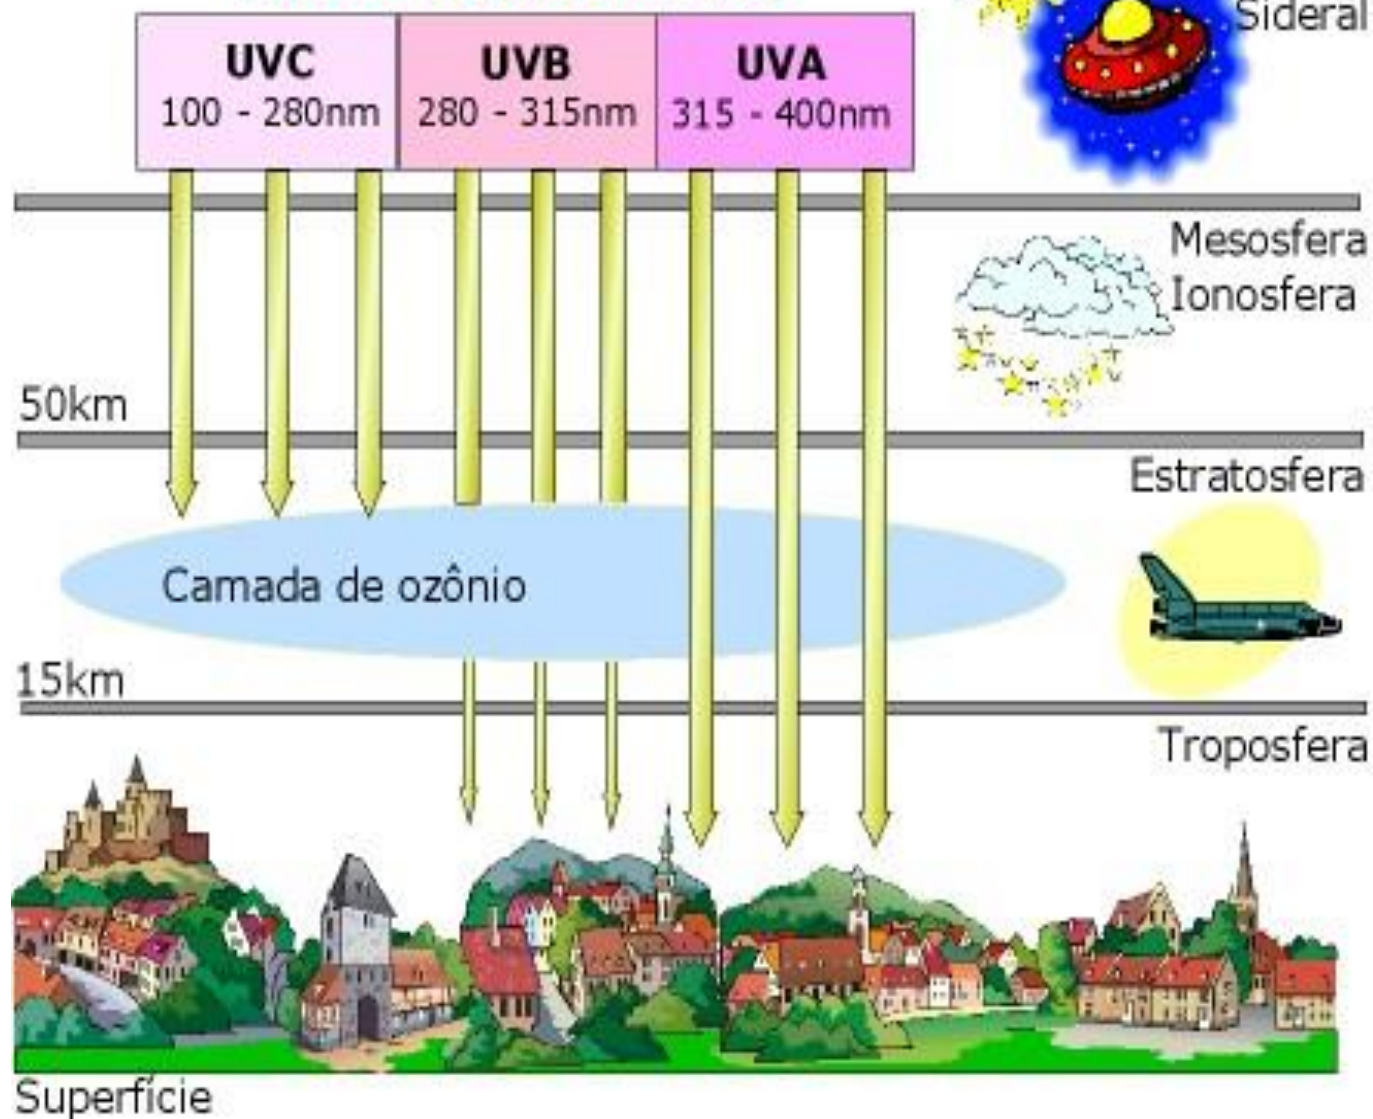 Sideral
UVC
100 - 280nm
UVB
280 - 315nm
UVA
315 - 400nm
Mesosfera
Ionosfera
50km
Estratosfera
Camada de ozônio
15km
Troposfera
Superfície